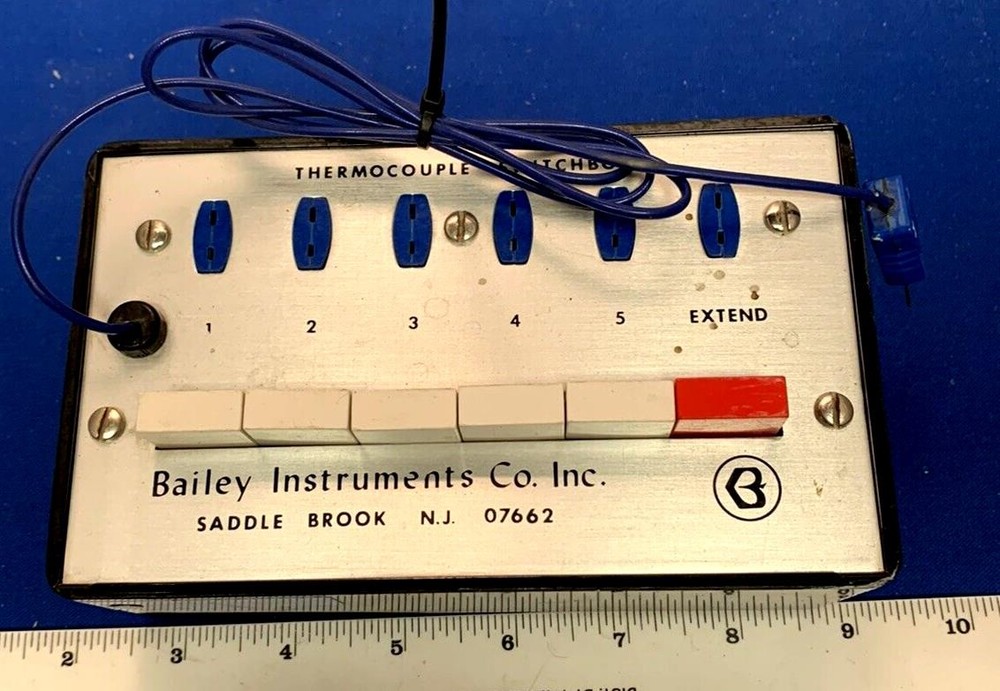 THERMOCOUPLE
1 2 3 4 5 EXTEND
Bailey Instruments Co. Inc.
SADDLE BROOK N.J. 07662
B
2 3 4 5 6 7 8 9 10